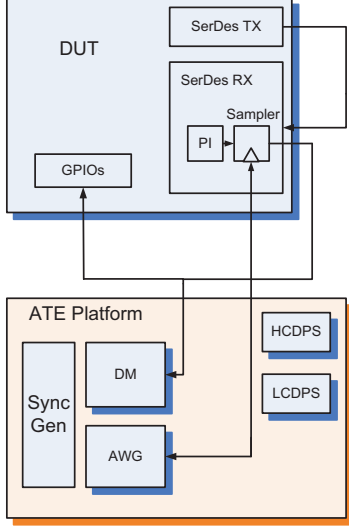 SerDes TX
DUT
SerDes RX
Sampler
PI
GPIOs
ATE Platform
HCDPS
DM
LCDPS
Sync
Gen
AWG